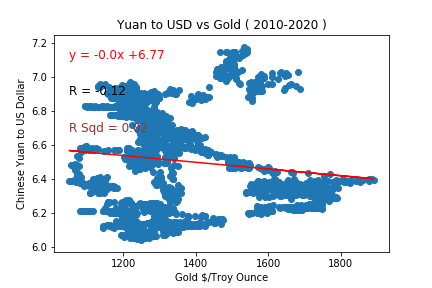 Yuan to USD vs Gold ( 2010-2020 )
y = -0.0x +6.77
R = -0.12
R Sqd = 0.02
Chinese Yuan to US Dollar
7.2
7.0
6.8
6.6
6.4
6.2
6.0
1200 1400 1600 1800
Gold $/Troy Ounce